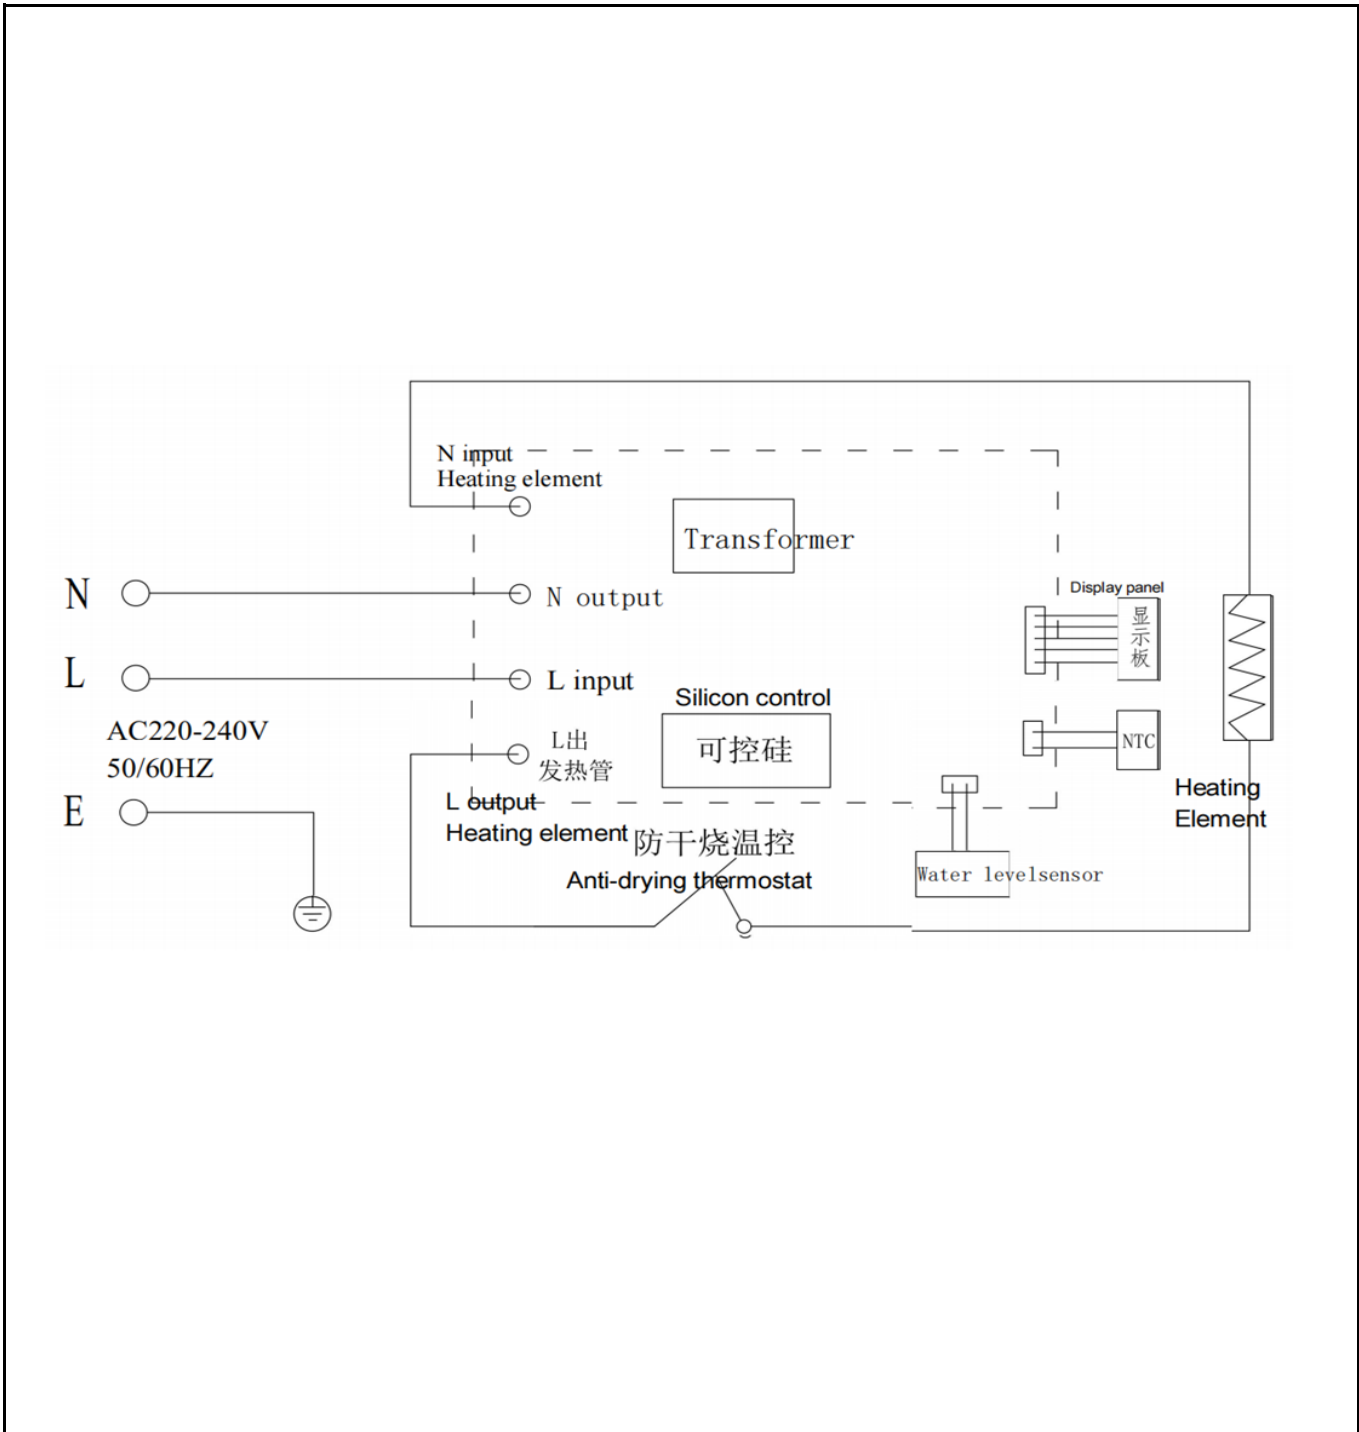 N input
Heating element
Transformer
N
N output
Display panel
显示板
L
L input
Silicon control
可控硅
NTC
AC220-240V
50/60HZ
L出
发热管
E
L output
Heating element
Heating
Element
防干烧温控
Anti-drying thermostat
Water levelsensor